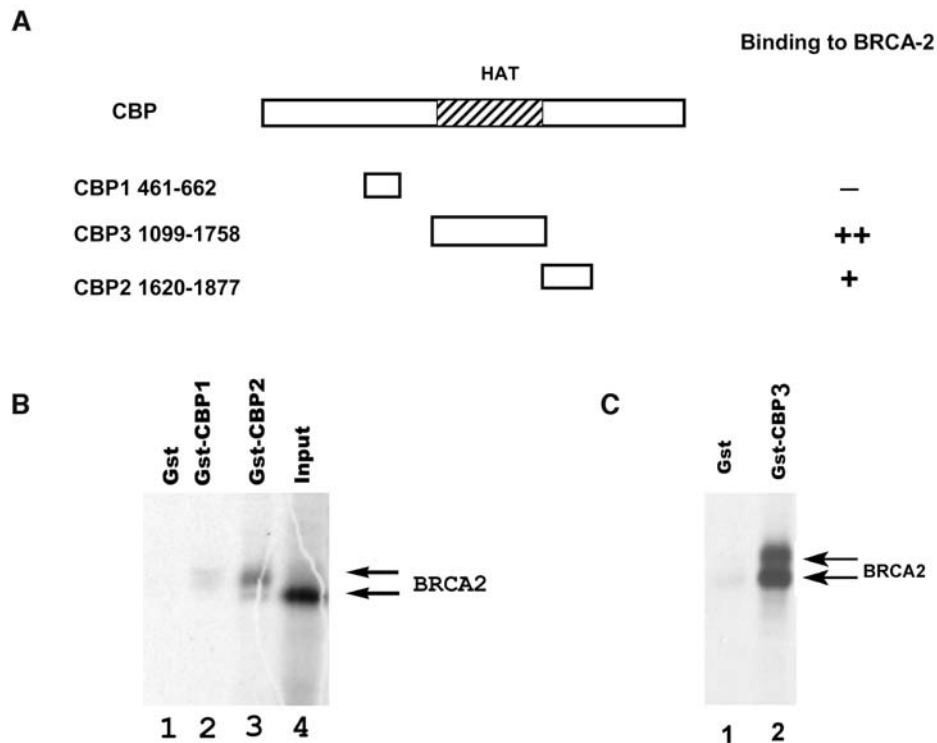 A
Binding to BRCA-2
HAT
CBP
CBP1 461-662
–
CBP3 1099-1758
++
CBP2 1620-1877
+
B
Gst
Gst-CBP1
Gst-CBP2
Input
BRCA2
1 2 3 4
C
Gst
Gst-CBP3
BRCA2
1 2